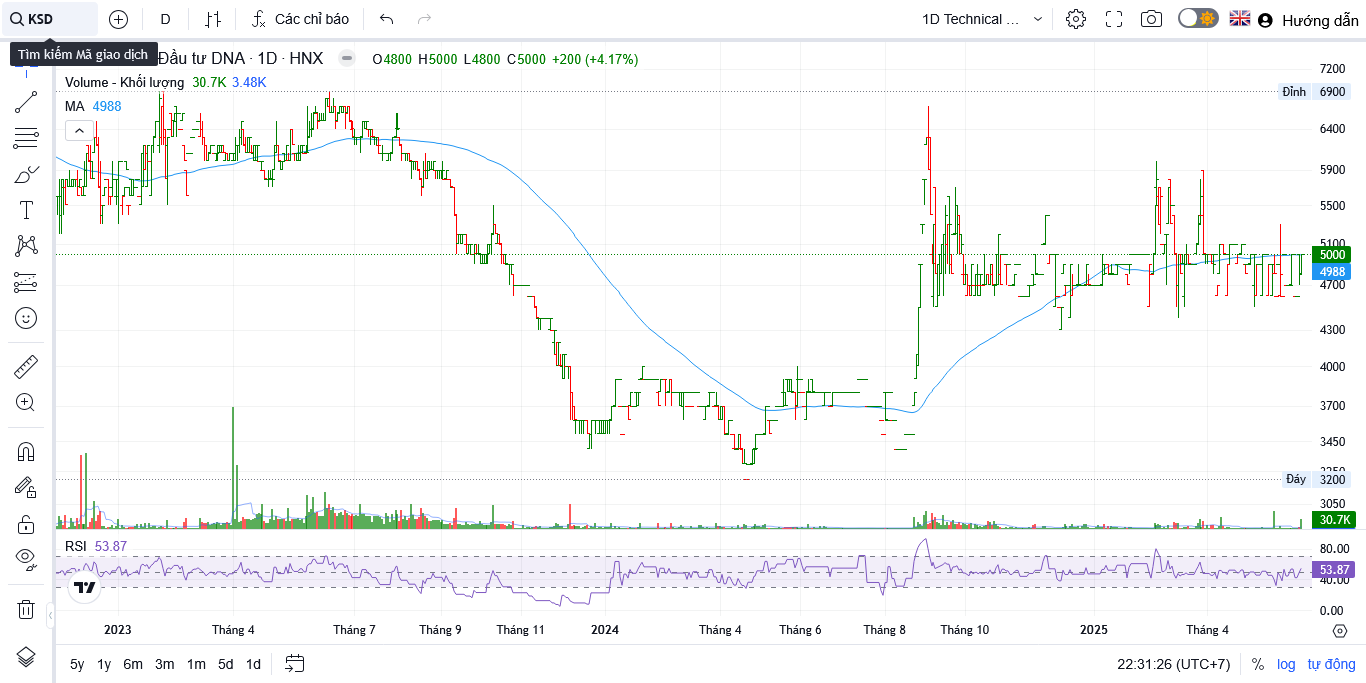 KSD
D
Các chỉ báo
1D Technical ...
Hướng dẫn
Tìm kiếm Mã giao dịch
Đầu tư DNA · 1D · HNX
O4800 H5000 L4800 C5000 +200 (+4.17%)
Volume - Khối lượng 30.7K 3.48K
MA 4988
7200
Đỉnh 6900
6400
5900
5500
5100
5000
4988
4700
4300
4000
3700
3450
3250
Đáy 3200
3050
30.7K
RSI 53.87
80.00
53.87
40.00
0.00
2023 Tháng 4 Tháng 7 Tháng 9 Tháng 11 2024 Tháng 4 Tháng 6 Tháng 8 Tháng 10 2025 Tháng 4
5y 1y 6m 3m 1m 5d 1d
22:31:26 (UTC+7) % log tự động